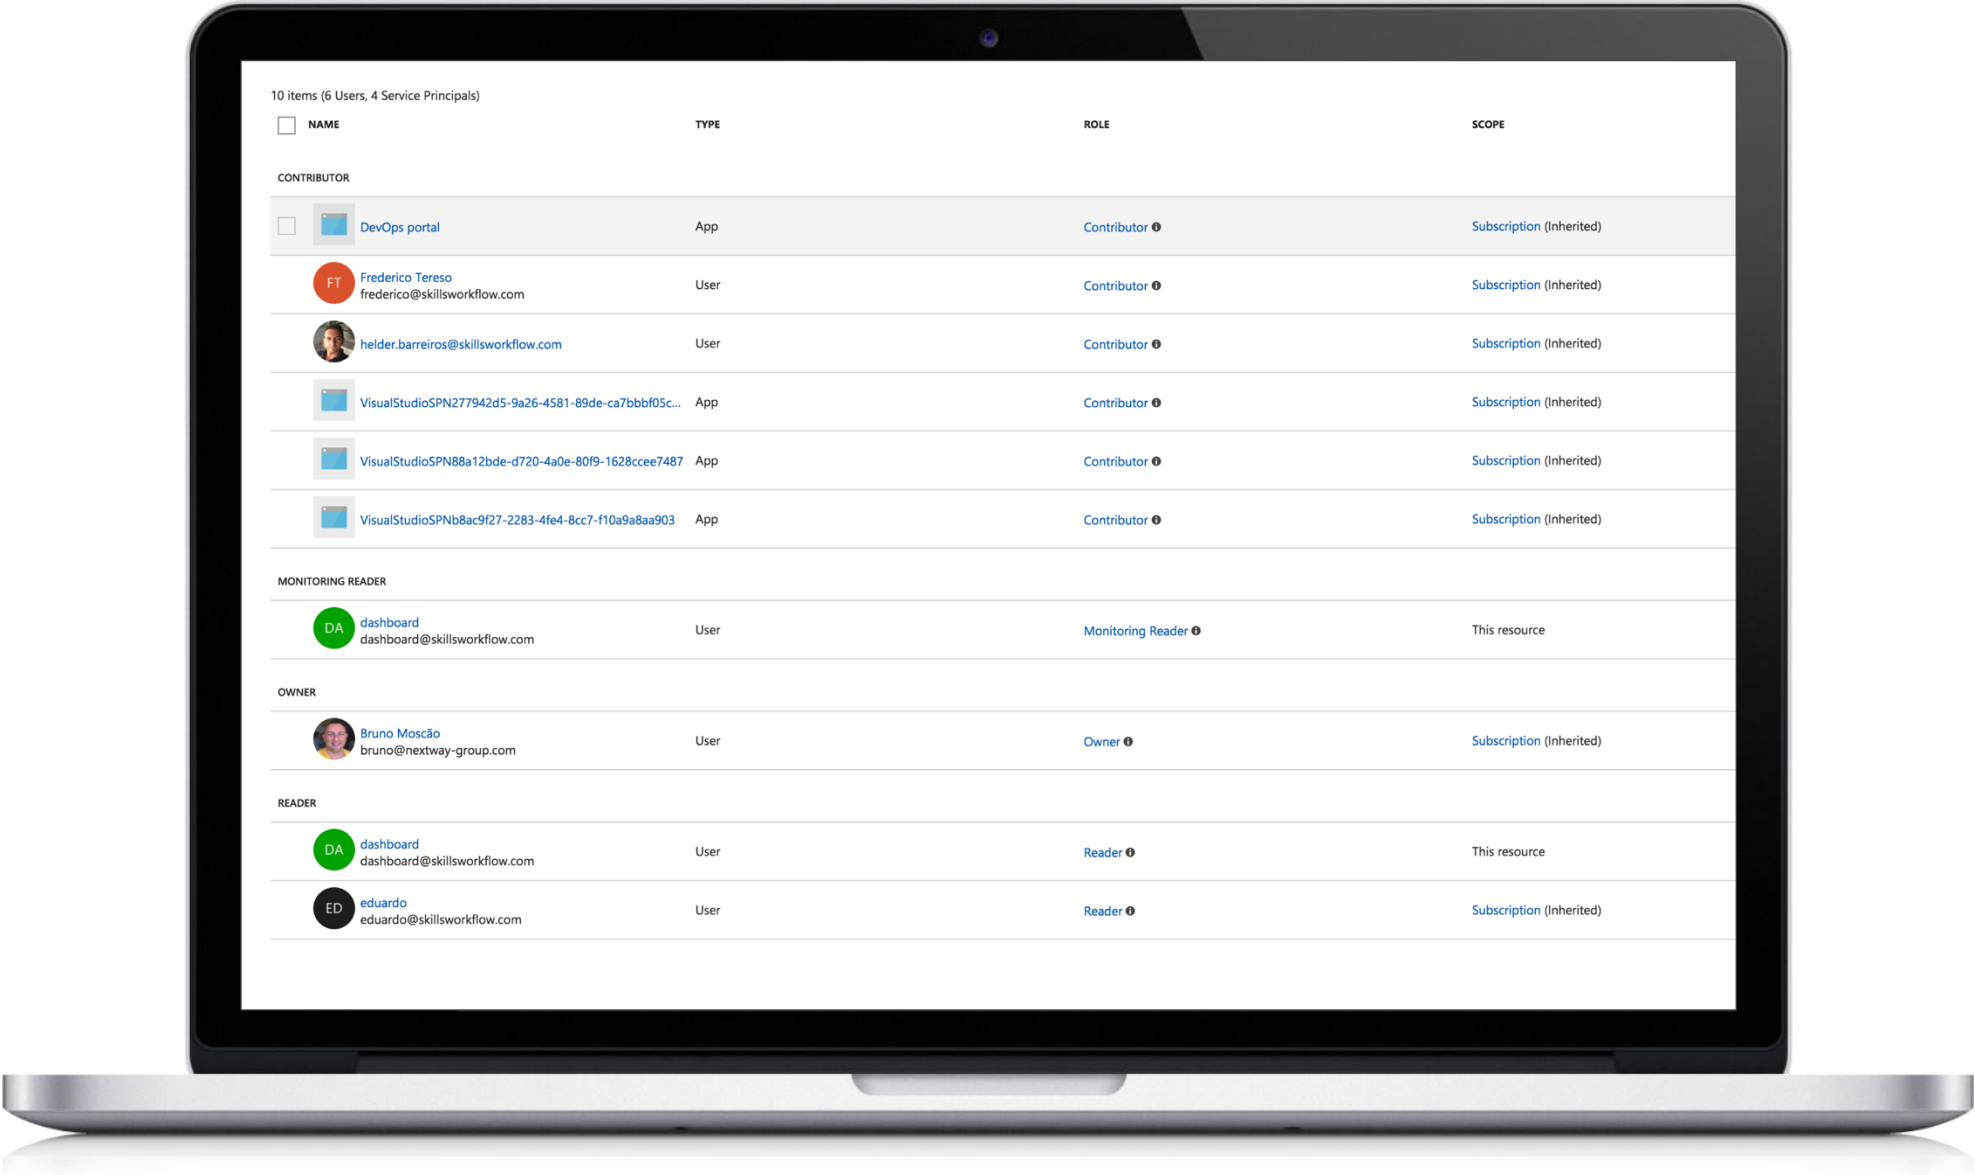 10 items (6 Users, 4 Service Principals)
NAME TYPE ROLE SCOPE
CONTRIBUTOR
DevOps portal App Contributor Subscription (Inherited)
FT Frederico Tereso User Contributor Subscription (Inherited)
frederico@skillsworkflow.com
helder.barreiros@skillsworkflow.com User Contributor Subscription (Inherited)
VisualStudioSPN277942d5-9a26-4581-89de-ca7bbbf05c... App Contributor Subscription (Inherited)
VisualStudioSPN88a12bde-d720-4a0e-80f9-1628ccee7487 App Contributor Subscription (Inherited)
VisualStudioSPNb8ac9f27-2283-4fe4-8cc7-f10a9a8aa903 App Contributor Subscription (Inherited)
MONITORING READER
DA dashboard User Monitoring Reader This resource
dashboard@skillsworkflow.com
OWNER
Bruno Moscão User Owner Subscription (Inherited)
bruno@nextway-group.com
READER
DA dashboard User Reader This resource
dashboard@skillsworkflow.com
ED eduardo User Reader Subscription (Inherited)
eduardo@skillsworkflow.com